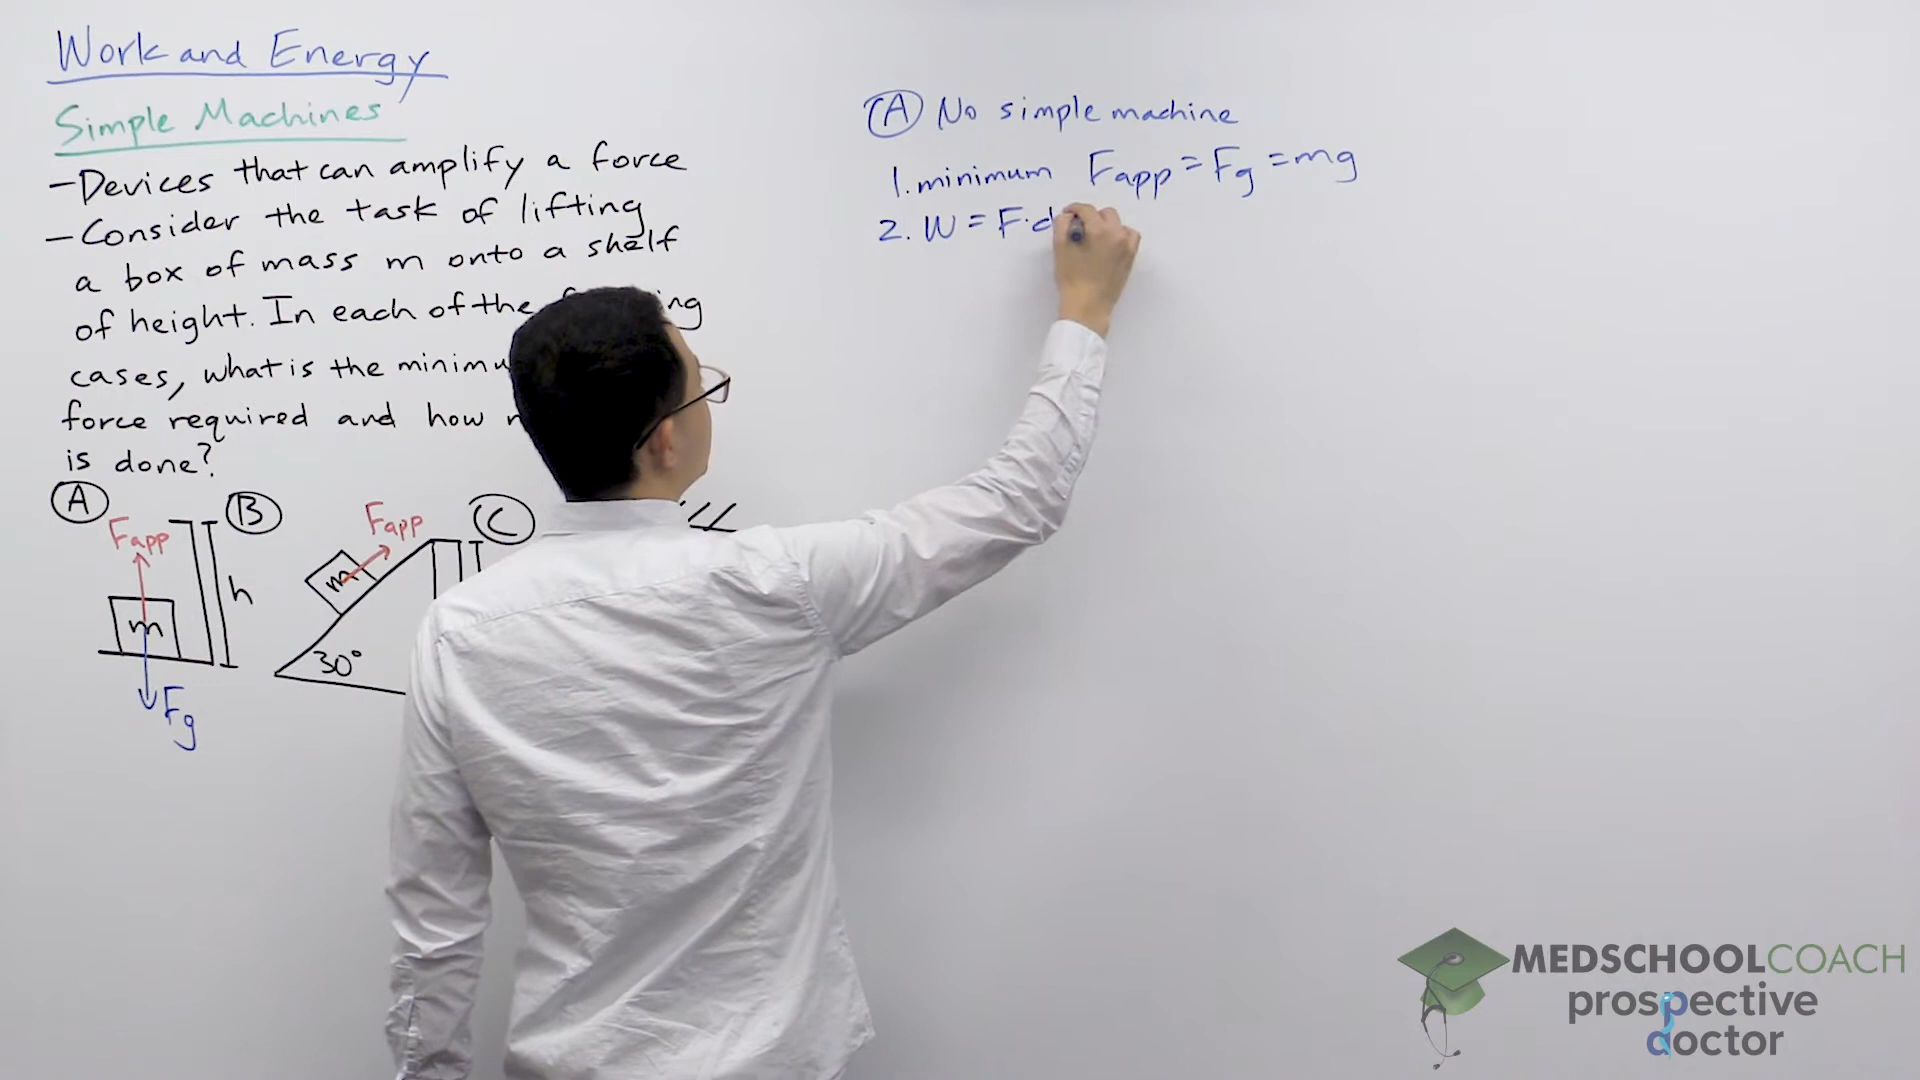 Work and Energy
Simple Machines
- Devices that can amplify a force
- Consider the task of lifting
a box of mass m onto a shelf
of height. In each of the
cases, what is the
force required and how
is done?
A
Fapp
m
Fg
h
B
Fapp
m
30°
C
A No simple machine
1. minimum Fapp = Fg = mg
2. W = F·d
MEDSCHOOLCOACH
prospective
doctor